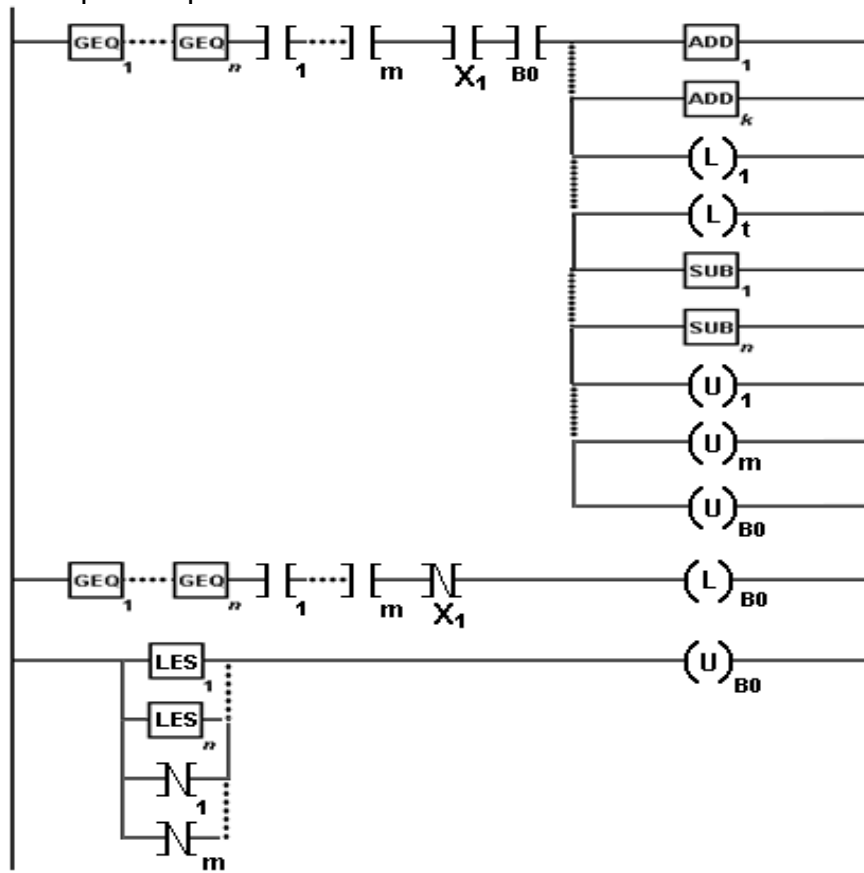 GEQ 1 GEQ n 1 m X1 B0 ADD 1
ADD k
(L) 1
(L) t
SUB 1
SUB n
(U) 1
(U) m
(U) B0
GEQ 1 GEQ n 1 m X1 (L) B0
LES 1 (U) B0
LES n
1
m